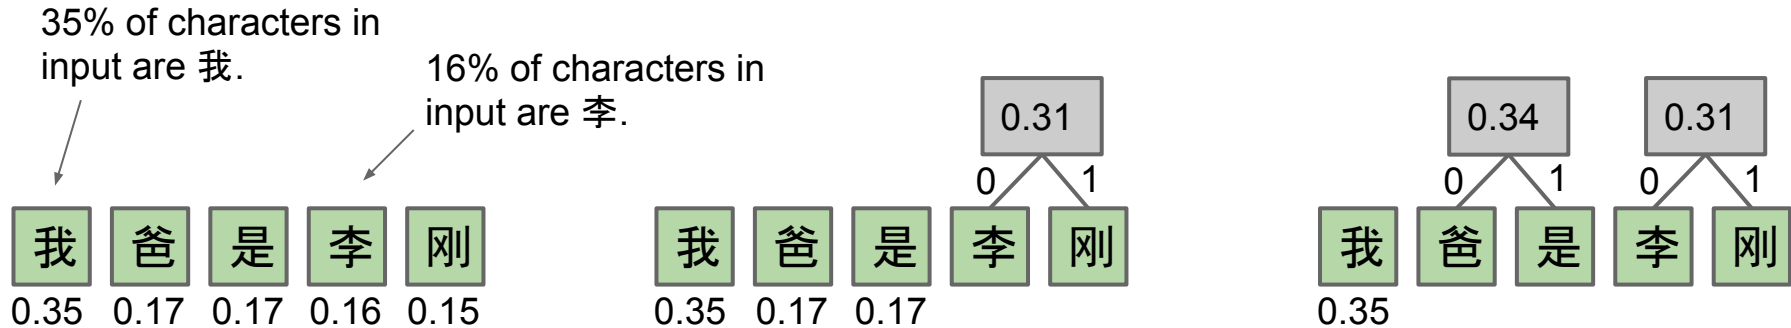 35% of characters in
input are 我.
16% of characters in
input are 李.
我 爸 是 李 刚
0.35 0.17 0.17 0.16 0.15
0.31
0 1
我 爸 是 李 刚
0.35 0.17 0.17
0.34 0.31
0 1 0 1
我 爸 是 李 刚
0.35